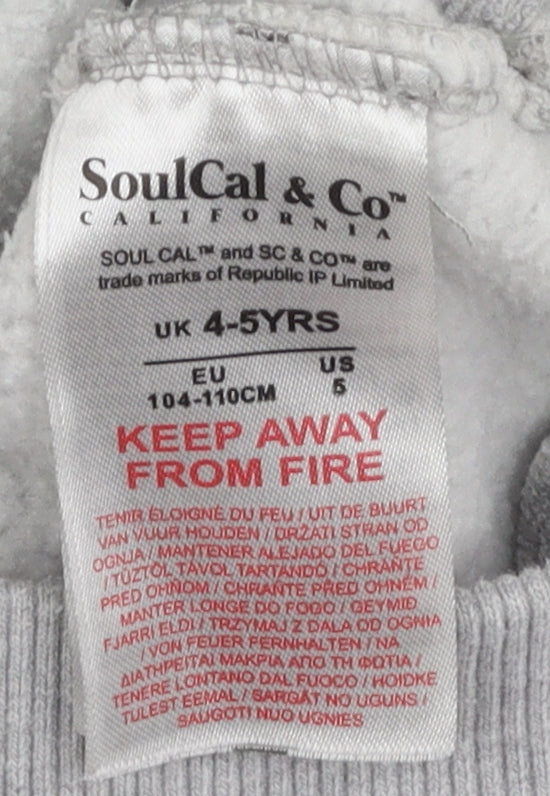 SoulCal & Co™
CALIFORNIA
SOUL CAL™ and SC & CO™ are
trade marks of Republic IP Limited
UK 4-5YRS
EU US
104-110CM 5
KEEP AWAY
FROM FIRE
TENIR ÉLOIGNÉ DU FEU / UIT DE BUURT
VAN VUUR HOUDEN / DRŽATI STRAN OD
OGNJA / MANTENER ALEJADO DEL FUEGO
/ TŰZTŐL TÁVOL TARTANDÓ / CHRAŇTE
PŘED OHŇOM / CHRAŇTE PŘED OHNĚM /
MANTER LONGE DO FOGO / GEYMID
FJARRI ELDI / TRZYMAJ Z DALA OD OGNIA
/ VON FEUER FERNHALTEN / ΝΑ
ΔΙΑΤΗΡΕΙΤΑΙ ΜΑΚΡΙΑ ΑΠΟ ΤΗ ΦΩΤΙΑ /
TENERE LONTANO DAL FUOCO / HOIDKE
TULEST EEMAL / SARGĀT NO UGUNS /
SAUGOTI NUO UGNIES